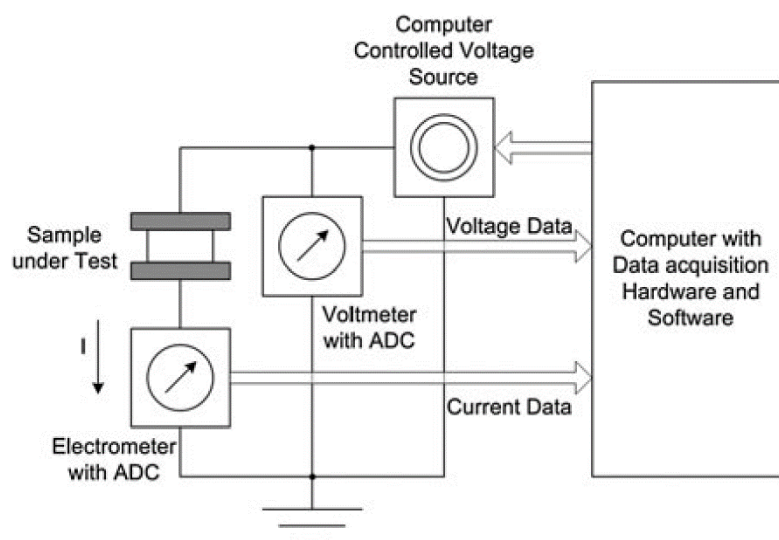 Computer
Controlled Voltage
Source
Sample
under Test
Voltage Data
Computer with
Data acquisition
Hardware and
Software
Voltmeter
with ADC
I
Current Data
Electrometer
with ADC